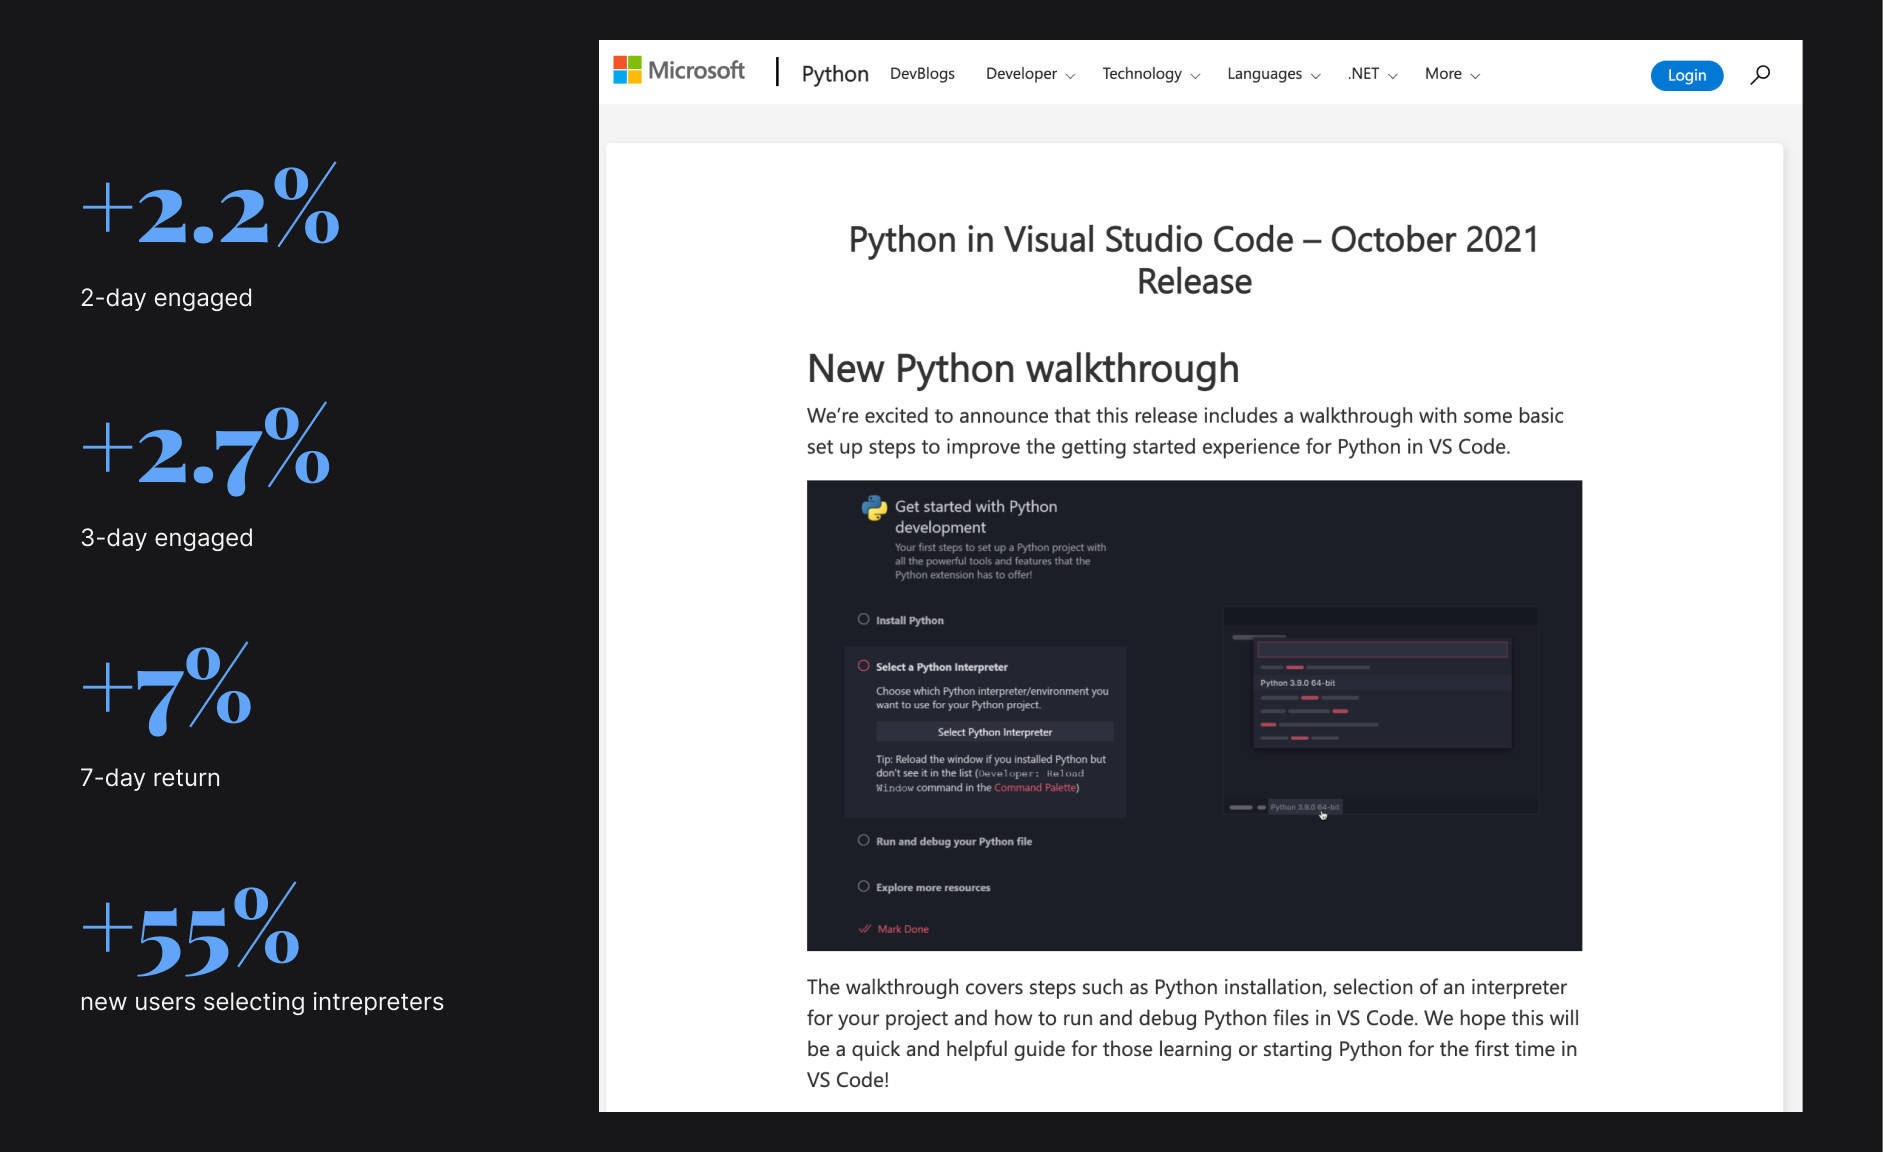 +2.2%
2-day engaged
+2.7%
3-day engaged
+7%
7-day return
+55%
new users selecting intrepreters
Microsoft
Python
DevBlogs
Developer
Technology
Languages
.NET
More
Login
Python in Visual Studio Code – October 2021
Release
New Python walkthrough
We’re excited to announce that this release includes a walkthrough with some basic
set up steps to improve the getting started experience for Python in VS Code.
Get started with Python
development
Your first steps to set up a Python project with
all the powerful tools and features that the
Python extension has to offer!
Install Python
Select a Python Interpreter
Choose which Python interpreter/environment you
want to use for your Python project.
Select Python Interpreter
Tip: Reload the window if you installed Python but
don't see it in the list (Developer: Reload
Window command in the Command Palette)
Run and debug your Python file
Explore more resources
Mark Done
Python 3.9.0 64-bit
Python 3.9.0 64-bit
The walkthrough covers steps such as Python installation, selection of an interpreter
for your project and how to run and debug Python files in VS Code. We hope this will
be a quick and helpful guide for those learning or starting Python for the first time in
VS Code!